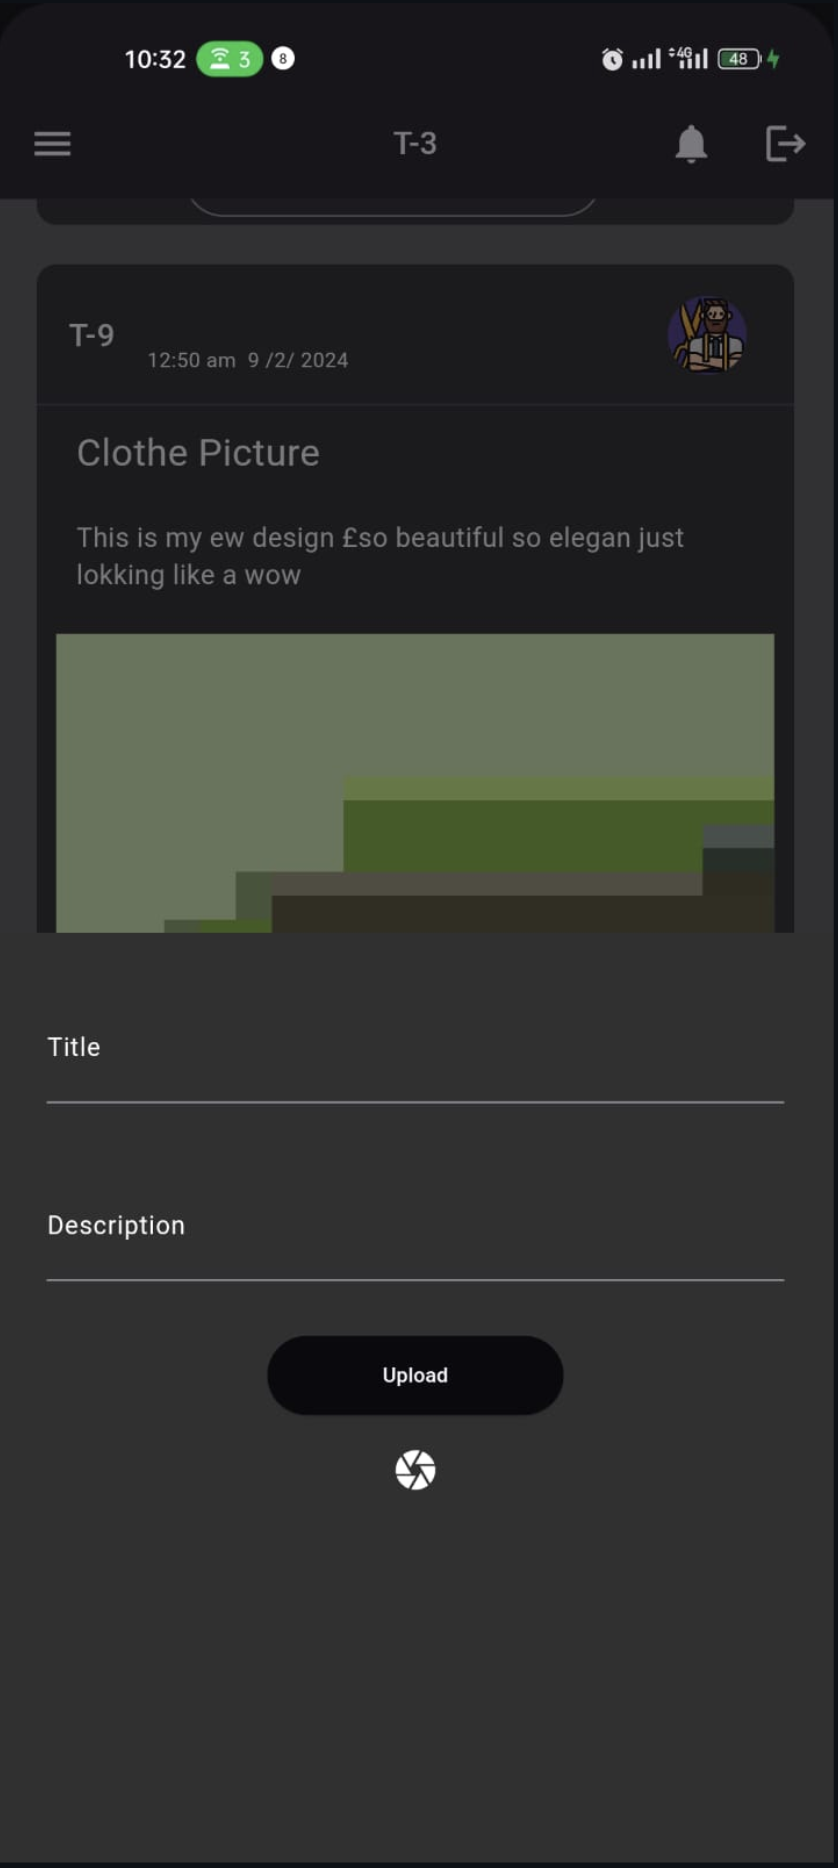 10:32 3 8 4G 48
T-3
T-9
12:50 am 9 /2/ 2024
Clothe Picture
This is my ew design £so beautiful so elegan just
lokking like a wow
Title
Description
Upload